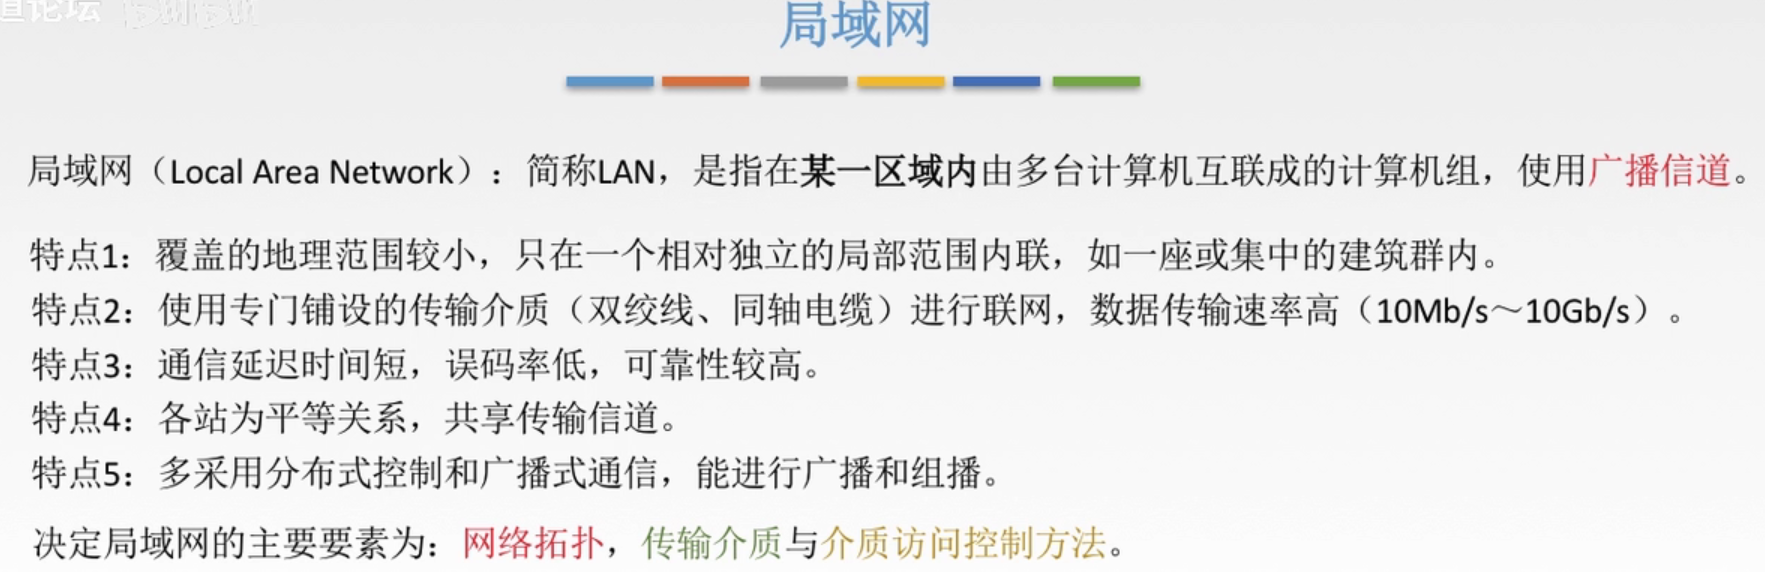 道论坛 bilibili
局域网
局域网（Local Area Network）：简称LAN，是指在某一区域内由多台计算机互联成的计算机组，使用广播信道。
特点1：覆盖的地理范围较小，只在一个相对独立的局部范围内联，如一座或集中的建筑群内。
特点2：使用专门铺设的传输介质（双绞线、同轴电缆）进行联网，数据传输速率高（10Mb/s～10Gb/s）。
特点3：通信延迟时间短，误码率低，可靠性较高。
特点4：各站为平等关系，共享传输信道。
特点5：多采用分布式控制和广播式通信，能进行广播和组播。
决定局域网的主要要素为：网络拓扑，传输介质与介质访问控制方法。